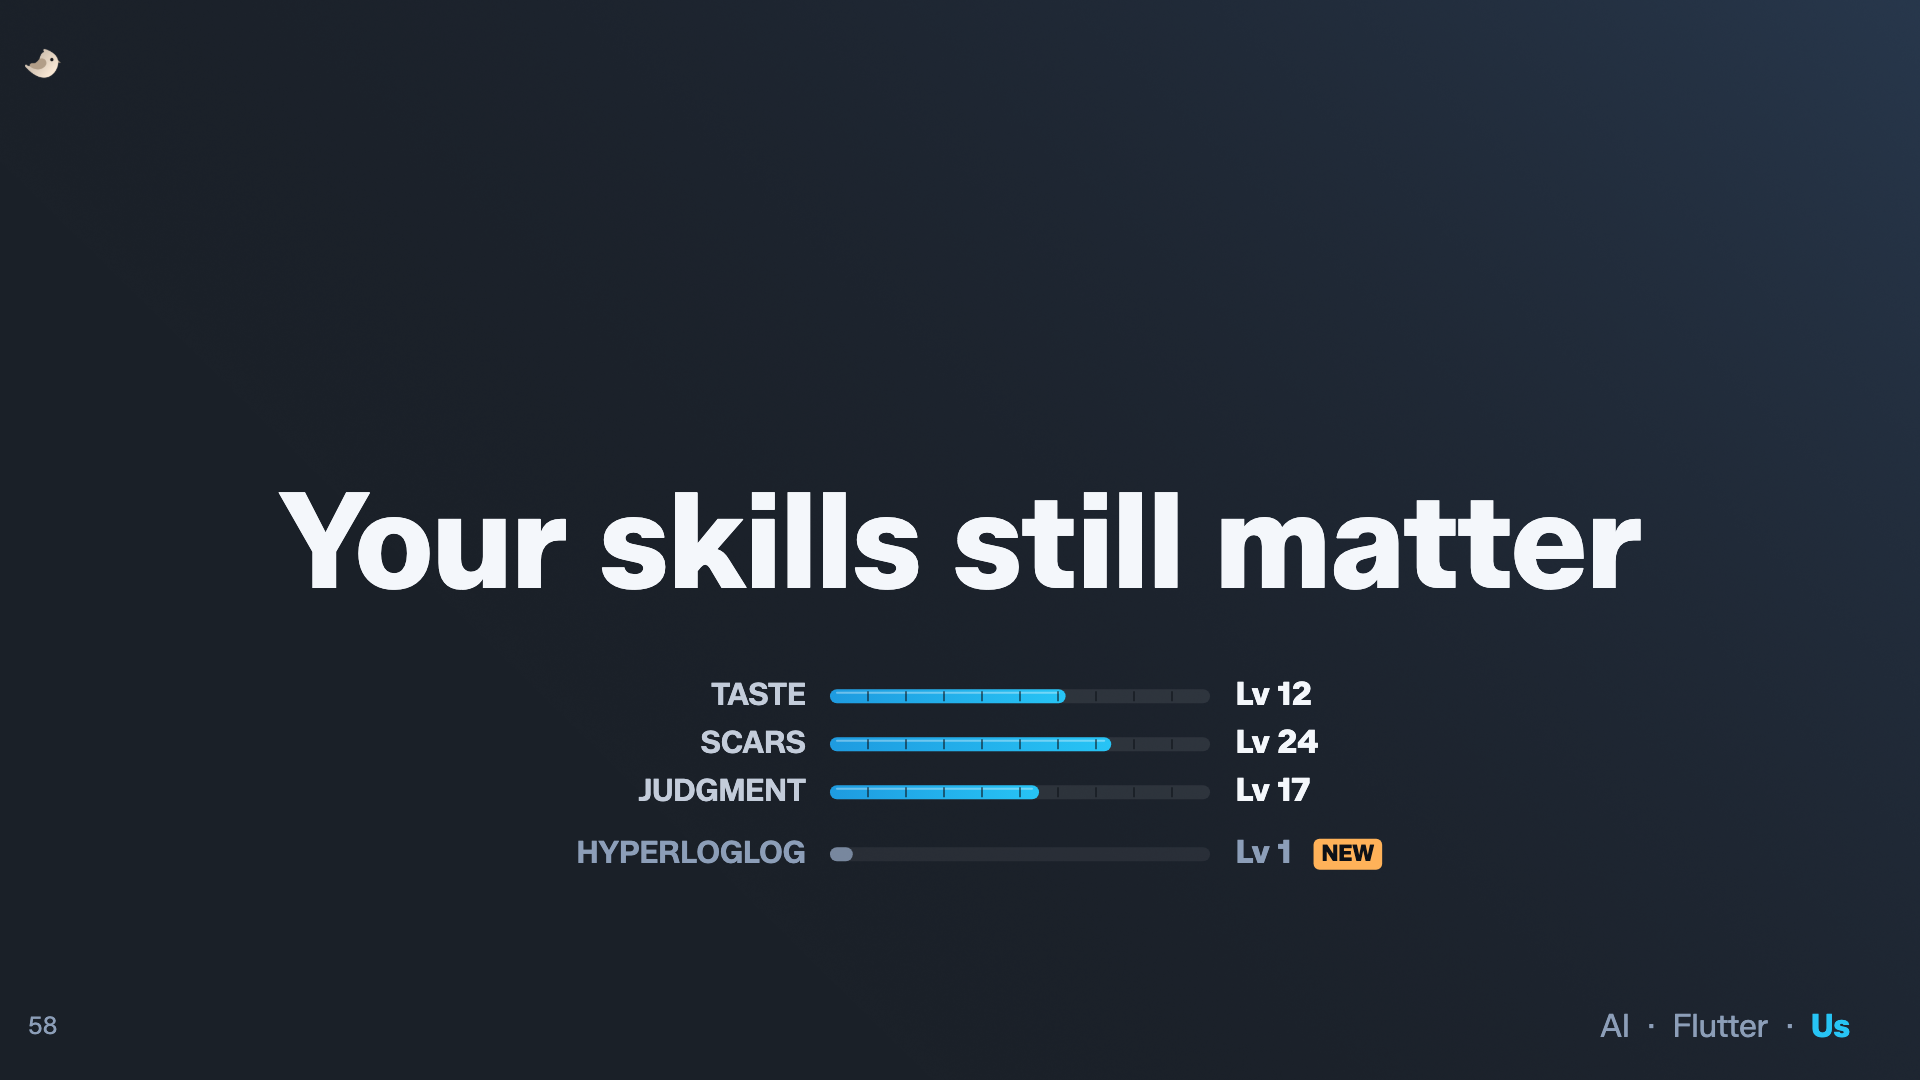 Your skills still matter
TASTE Lv 12
SCARS Lv 24
JUDGMENT Lv 17
HYPERLOGLOG Lv 1 NEW
58
AI · Flutter · Us